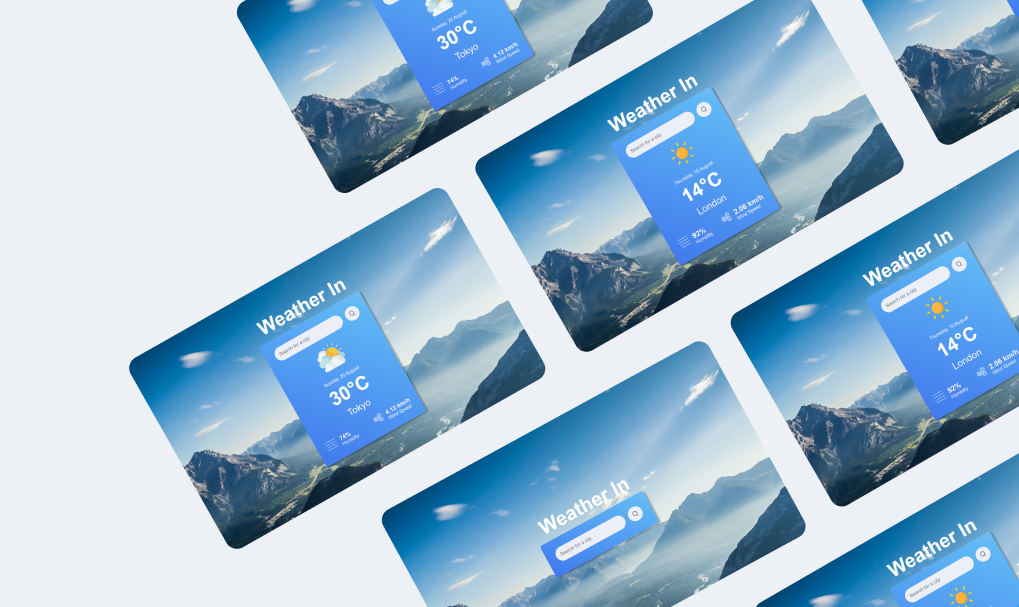 Sunday, 20 August
30°C
Tokyo
74%
Humidity
4.12 km/h
Wind Speed
Weather In
Search for a city
Thursday, 10 August
14°C
London
92%
Humidity
2.06 km/h
Wind Speed
Weather In
Search for a city
Sunday, 20 August
30°C
Tokyo
74%
Humidity
4.12 km/h
Wind Speed
Weather In
Search for a city
Thursday, 10 August
14°C
London
92%
Humidity
2.06 km/h
Wind Speed
Weather In
Search for a city
Weather In
Search for a city